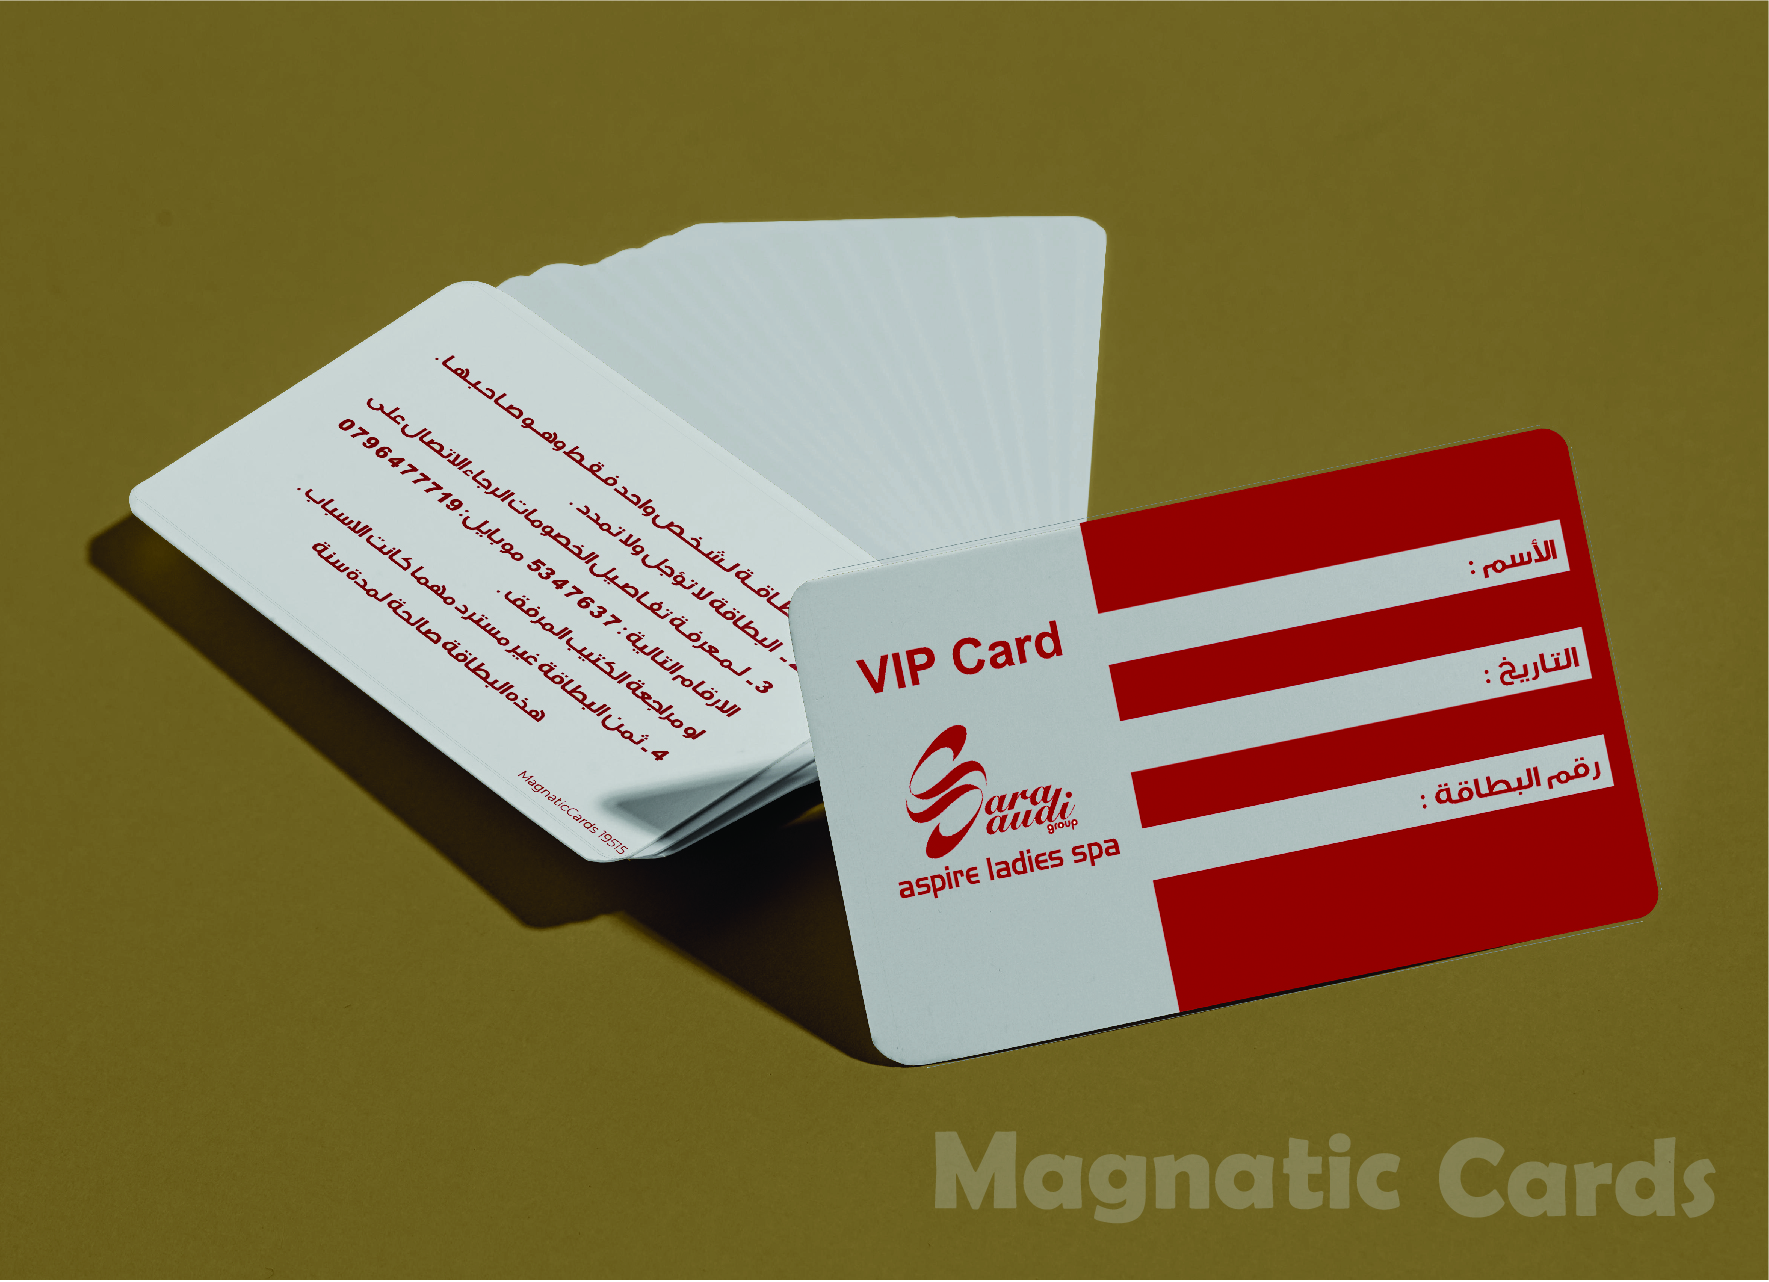 طاقة لشخص واحد فقط وهو صاحبها .
- البطاقة لا تؤجل ولا تمدد .
3 - لمعرفة تفاصيل الخصومات الرجاء الاتصال على
الارقام التالية : 5347637 موبايل : 0796477719
او مراجعة الكتيب المرفق .
4 - ثمن البطاقة غير مسترد مهما كانت الاسباب .
هذه البطاقة صالحة لمدة سنة
MagnaticCards 19515
VIP Card
Sara
Saudi
group
aspire ladies spa
الأسم :
التاريخ :
رقم البطاقة :
Magnatic Cards